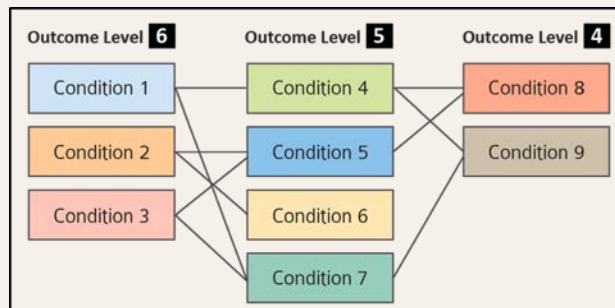 Outcome Level 6
Outcome Level 5
Outcome Level 4
Condition 1
Condition 4
Condition 8
Condition 2
Condition 5
Condition 9
Condition 3
Condition 6
Condition 7